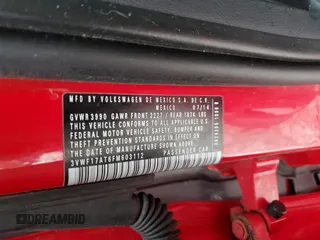 MFD BY VOLKSWAGEN DE MEXICO S.A. DE C.V.
MEXICO 07/14
GVWR 3990 GAWR FRONT 2227 / REAR 1874 LBS
THIS VEHICLE CONFORMS TO ALL APPLICABLE
FEDERAL MOTOR VEHICLE SAFETY, BUMPER AND
THEFT PREVENTION STANDARDS IN EFFECT
ON THE DATE OF MANUFACTURE SHOWN ABOVE
3VWF17AT6FM603112 PASSENGER CAR
DREAMBID